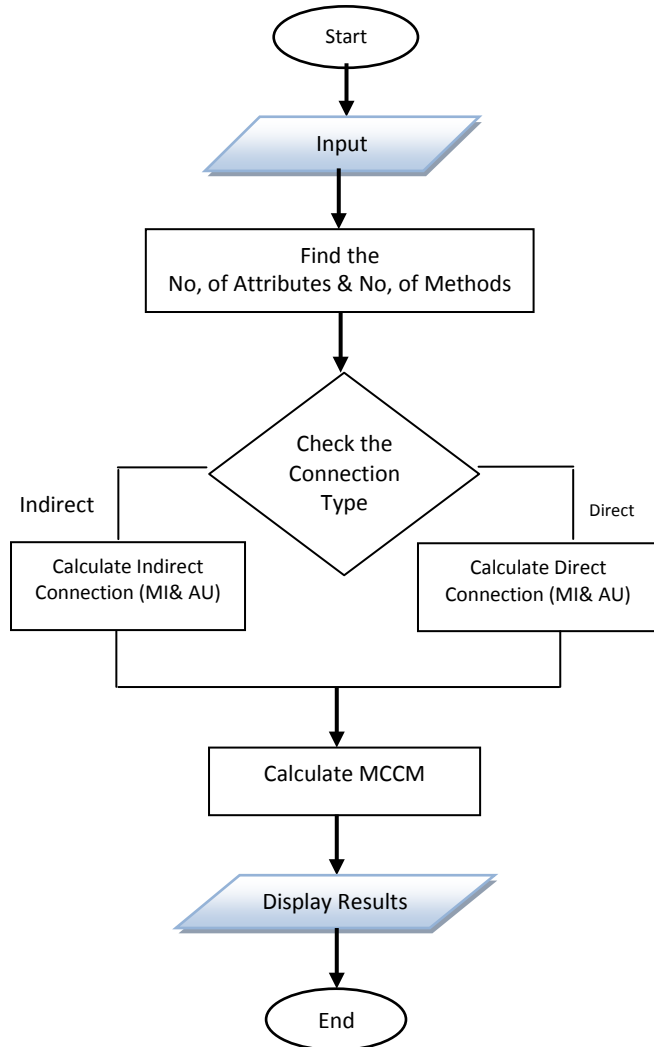 Start
Input
Find the
No, of Attributes & No, of Methods
Check the
Connection
Type
Indirect
Direct
Calculate Indirect
Connection (MI& AU)
Calculate Direct
Connection (MI& AU)
Calculate MCCM
Display Results
End